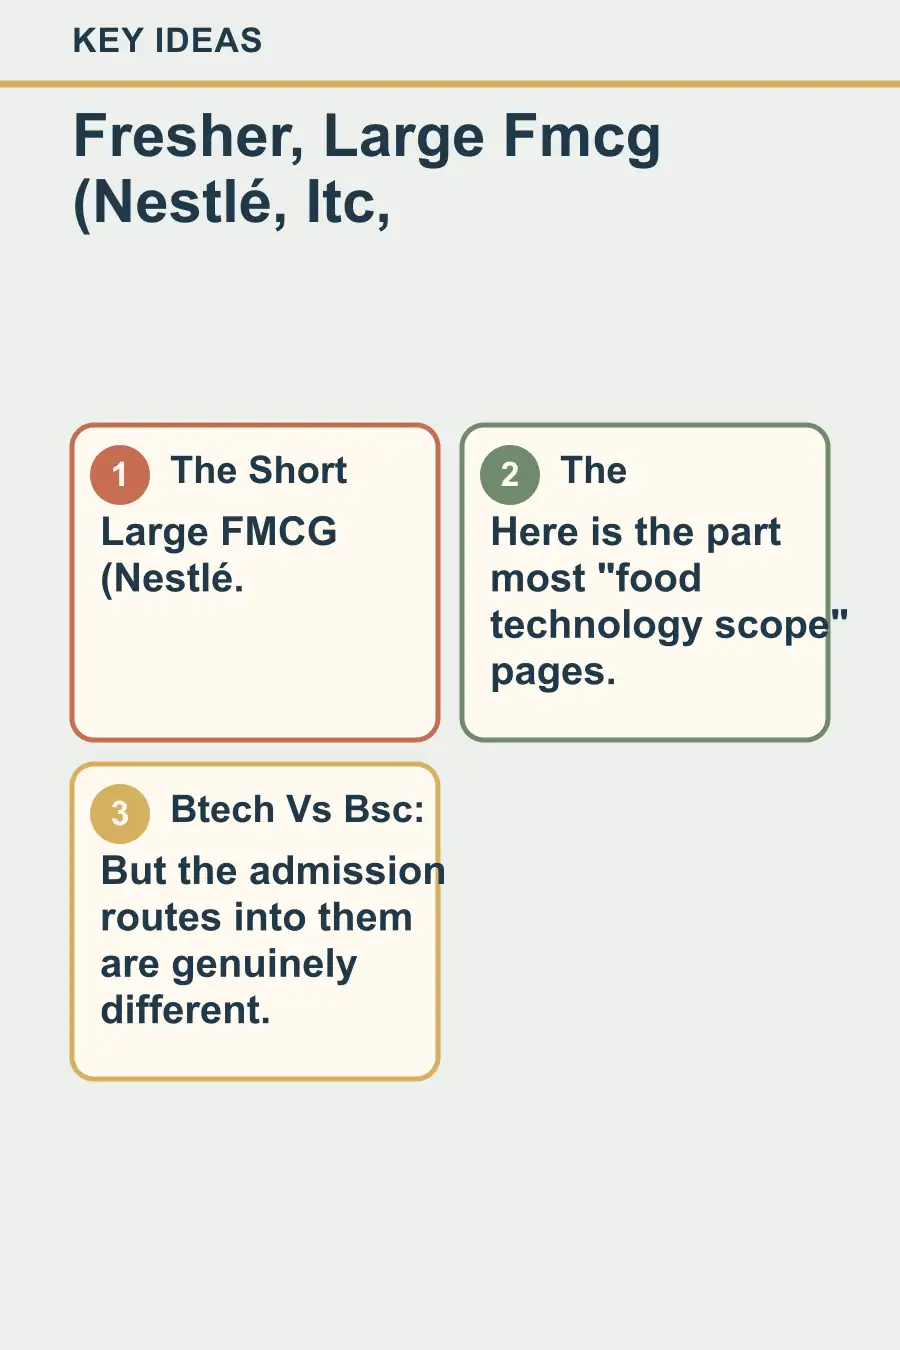 KEY IDEAS
Fresher, Large Fmcg
(Nestlé, Itc,
1 The Short
Large FMCG
(Nestlé.
2 The
Here is the part
most "food
technology scope"
pages.
3 Btech Vs Bsc:
But the admission
routes into them
are genuinely
different.